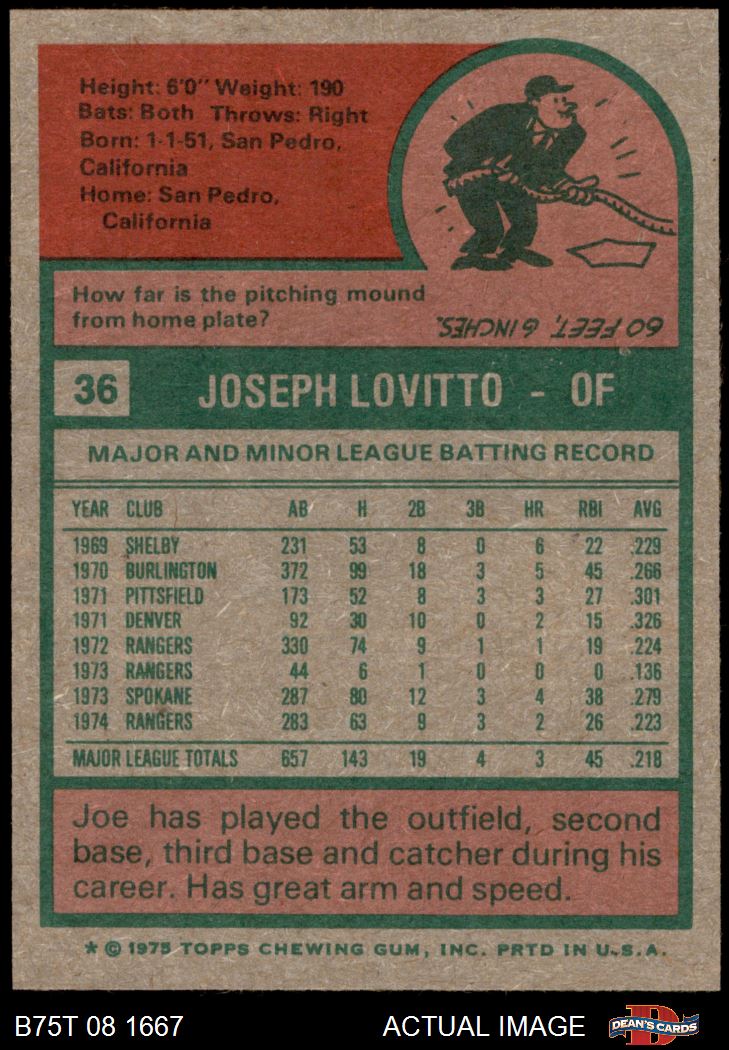 Height: 6'0" Weight: 190
Bats: Both Throws: Right
Born: 1-1-51, San Pedro,
California
Home: San Pedro,
California
How far is the pitching mound
from home plate?
60 FEET, 6 INCHES.
36 JOSEPH LOVITTO - OF
MAJOR AND MINOR LEAGUE BATTING RECORD
YEAR CLUB AB H 2B 3B HR RBI AVG
1969 SHELBY 231 53 8 0 6 22 .229
1970 BURLINGTON 372 99 18 3 5 45 .266
1971 PITTSFIELD 173 52 8 3 3 27 .301
1971 DENVER 92 30 10 0 2 15 .326
1972 RANGERS 330 74 9 1 1 19 .224
1973 RANGERS 44 6 1 0 0 0 .136
1973 SPOKANE 287 80 12 3 4 38 .279
1974 RANGERS 283 63 9 3 2 26 .223
MAJOR LEAGUE TOTALS 657 143 19 4 3 45 .218
Joe has played the outfield, second
base, third base and catcher during his
career. Has great arm and speed.
* © 1975 TOPPS CHEWING GUM, INC. PRTD IN U.S.A.
B75T 08 1667 ACTUAL IMAGE DEAN'S CARDS